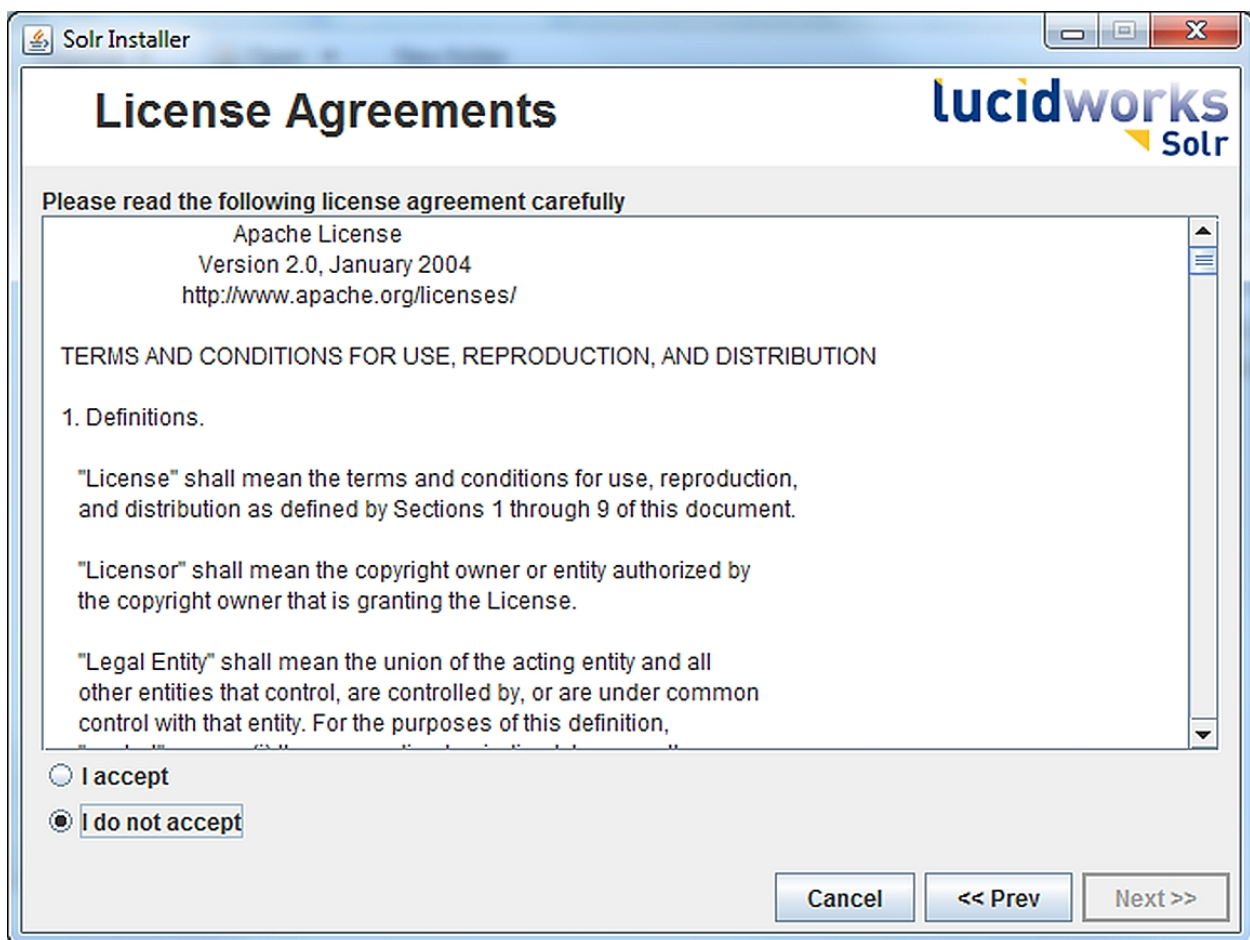 Solr Installer
License Agreements
lucidworks
Solr
Please read the following license agreement carefully
Apache License
Version 2.0, January 2004
http://www.apache.org/licenses/
TERMS AND CONDITIONS FOR USE, REPRODUCTION, AND DISTRIBUTION
1. Definitions.
"License" shall mean the terms and conditions for use, reproduction,
and distribution as defined by Sections 1 through 9 of this document.
"Licensor" shall mean the copyright owner or entity authorized by
the copyright owner that is granting the License.
"Legal Entity" shall mean the union of the acting entity and all
other entities that control, are controlled by, or are under common
control with that entity. For the purposes of this definition,
I accept
I do not accept
Cancel
<< Prev
Next >>